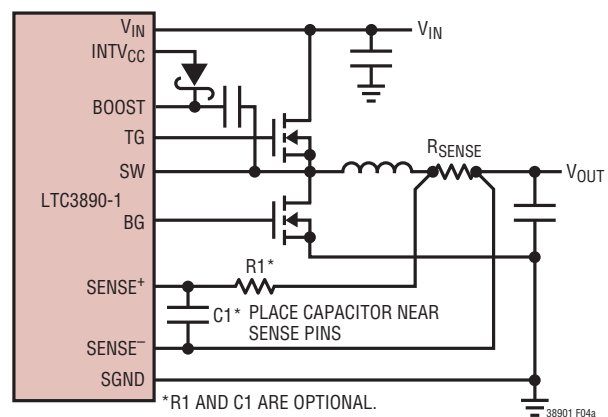 VIN
VIN
INTVCC
BOOST
TG
RSENSE
SW
VOUT
LTC3890-1
BG
R1*
SENSE+
C1* PLACE CAPACITOR NEAR
SENSE PINS
SENSE–
SGND
*R1 AND C1 ARE OPTIONAL.
38901 F04a